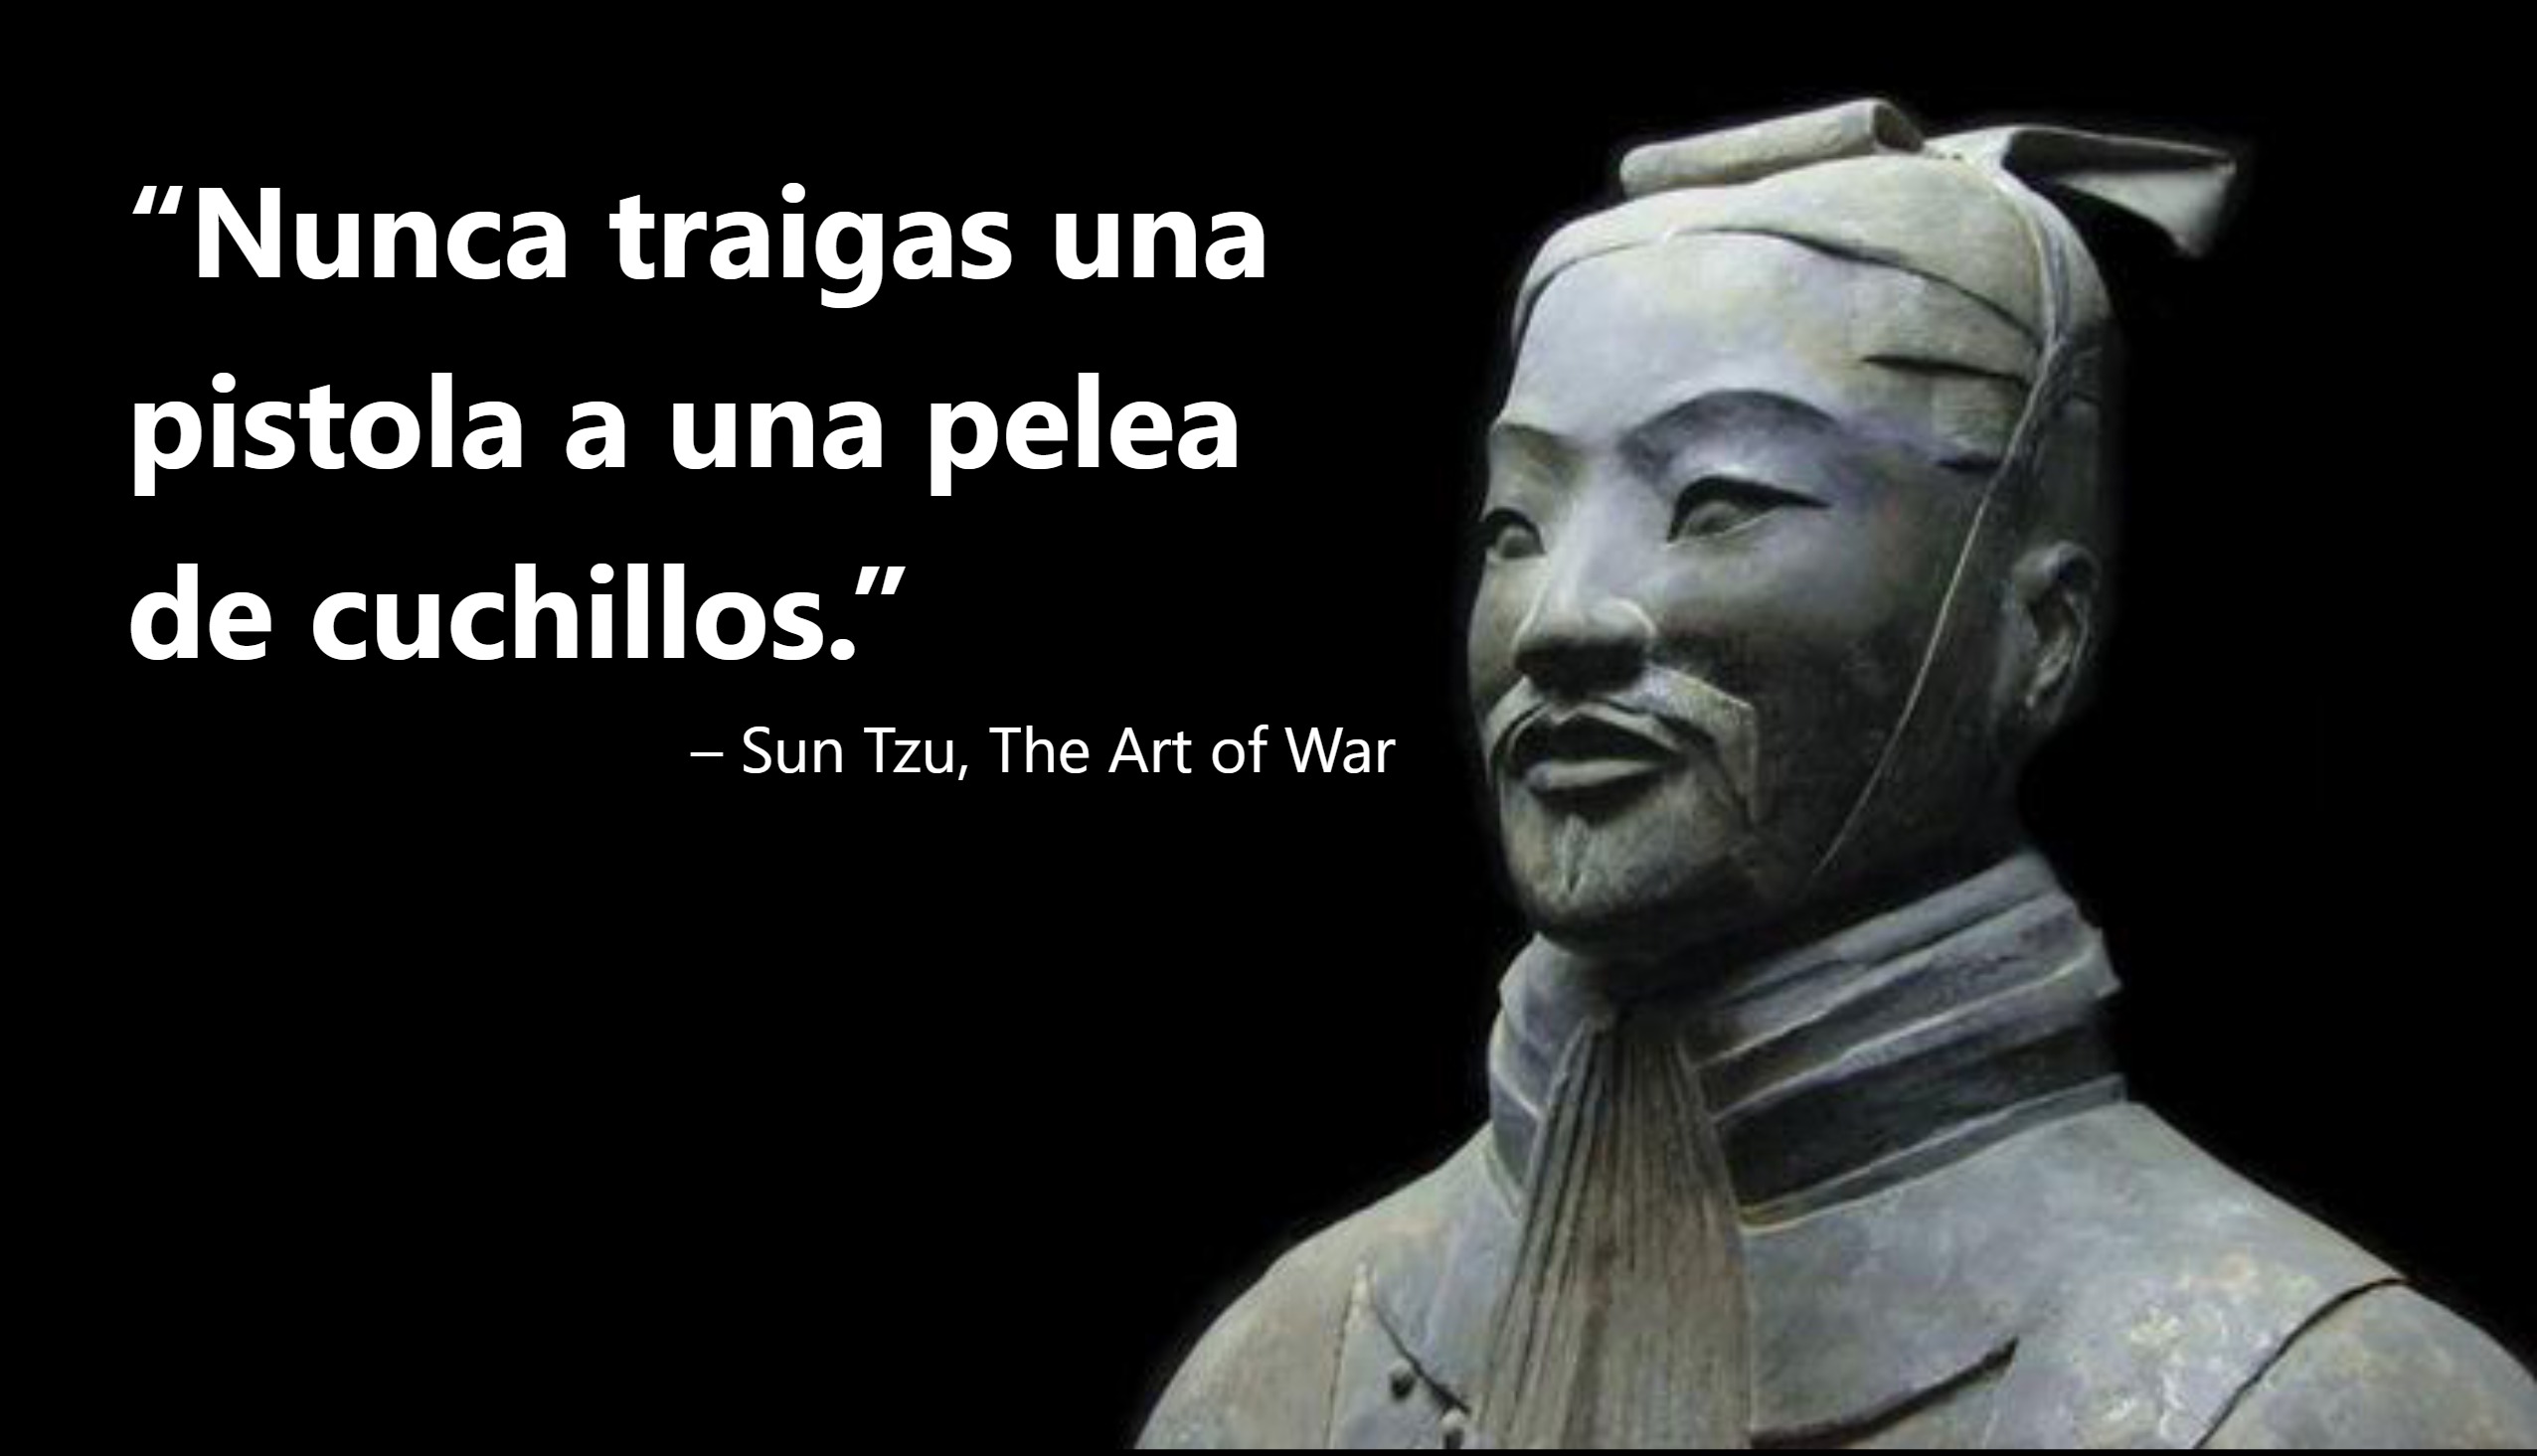 “Nunca traigas una
pistola a una pelea
de cuchillos.”
– Sun Tzu, The Art of War